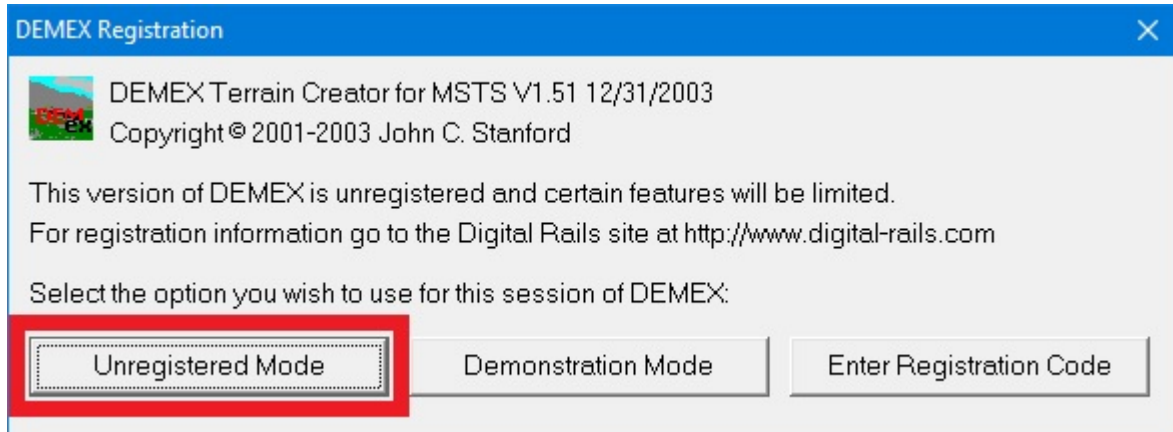 DEMEX Registration
DEMEX Terrain Creator for MSTS V1.51 12/31/2003
Copyright © 2001-2003 John C. Stanford
This version of DEMEX is unregistered and certain features will be limited.
For registration information go to the Digital Rails site at http://www.digital-rails.com
Select the option you wish to use for this session of DEMEX:
Unregistered Mode Demonstration Mode Enter Registration Code